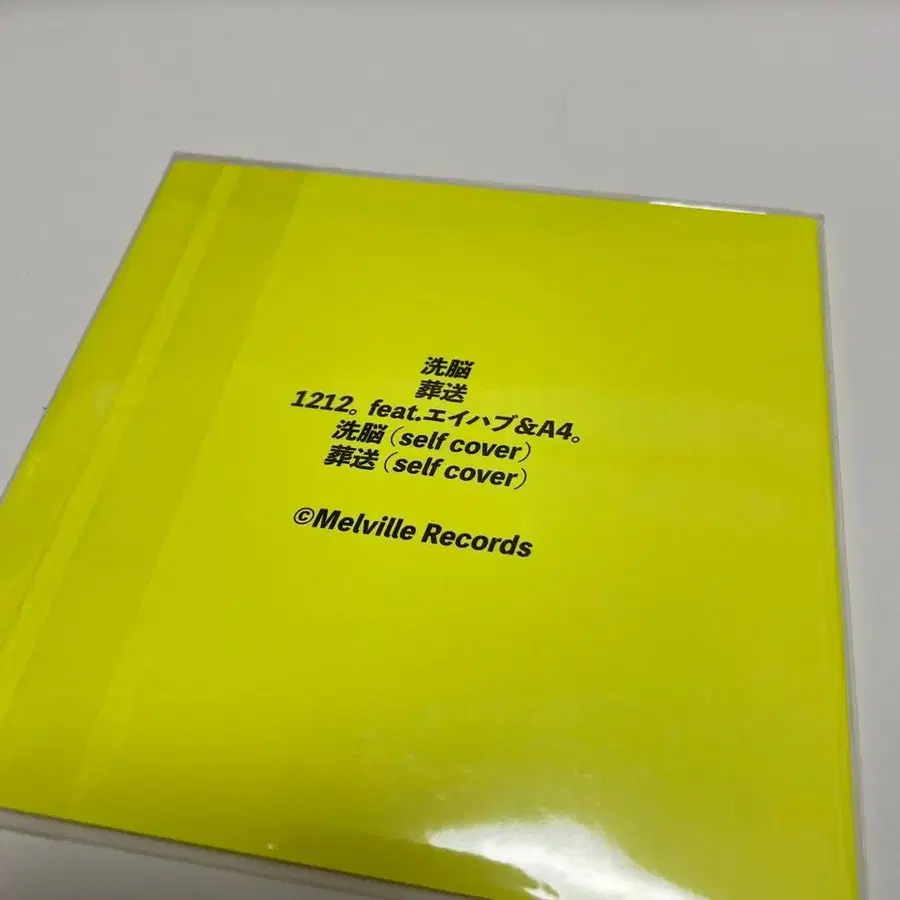 洗脳
葬送
1212。feat.エイハブ&A4。
洗脳（self cover）
葬送（self cover）
©Melville Records